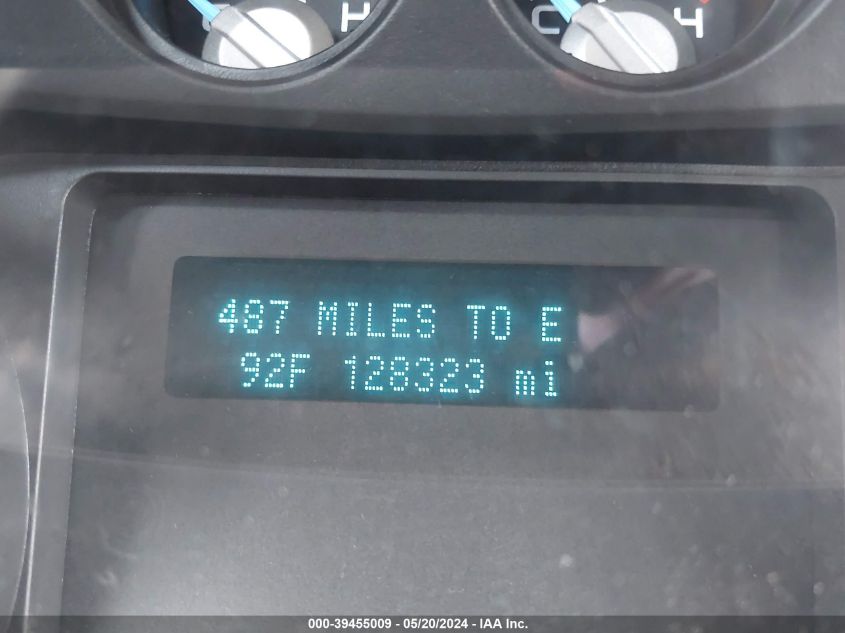 C H C H
487 MILES TO E
92F 128323 mi
000-39455009 - 05/20/2024 - IAA Inc.